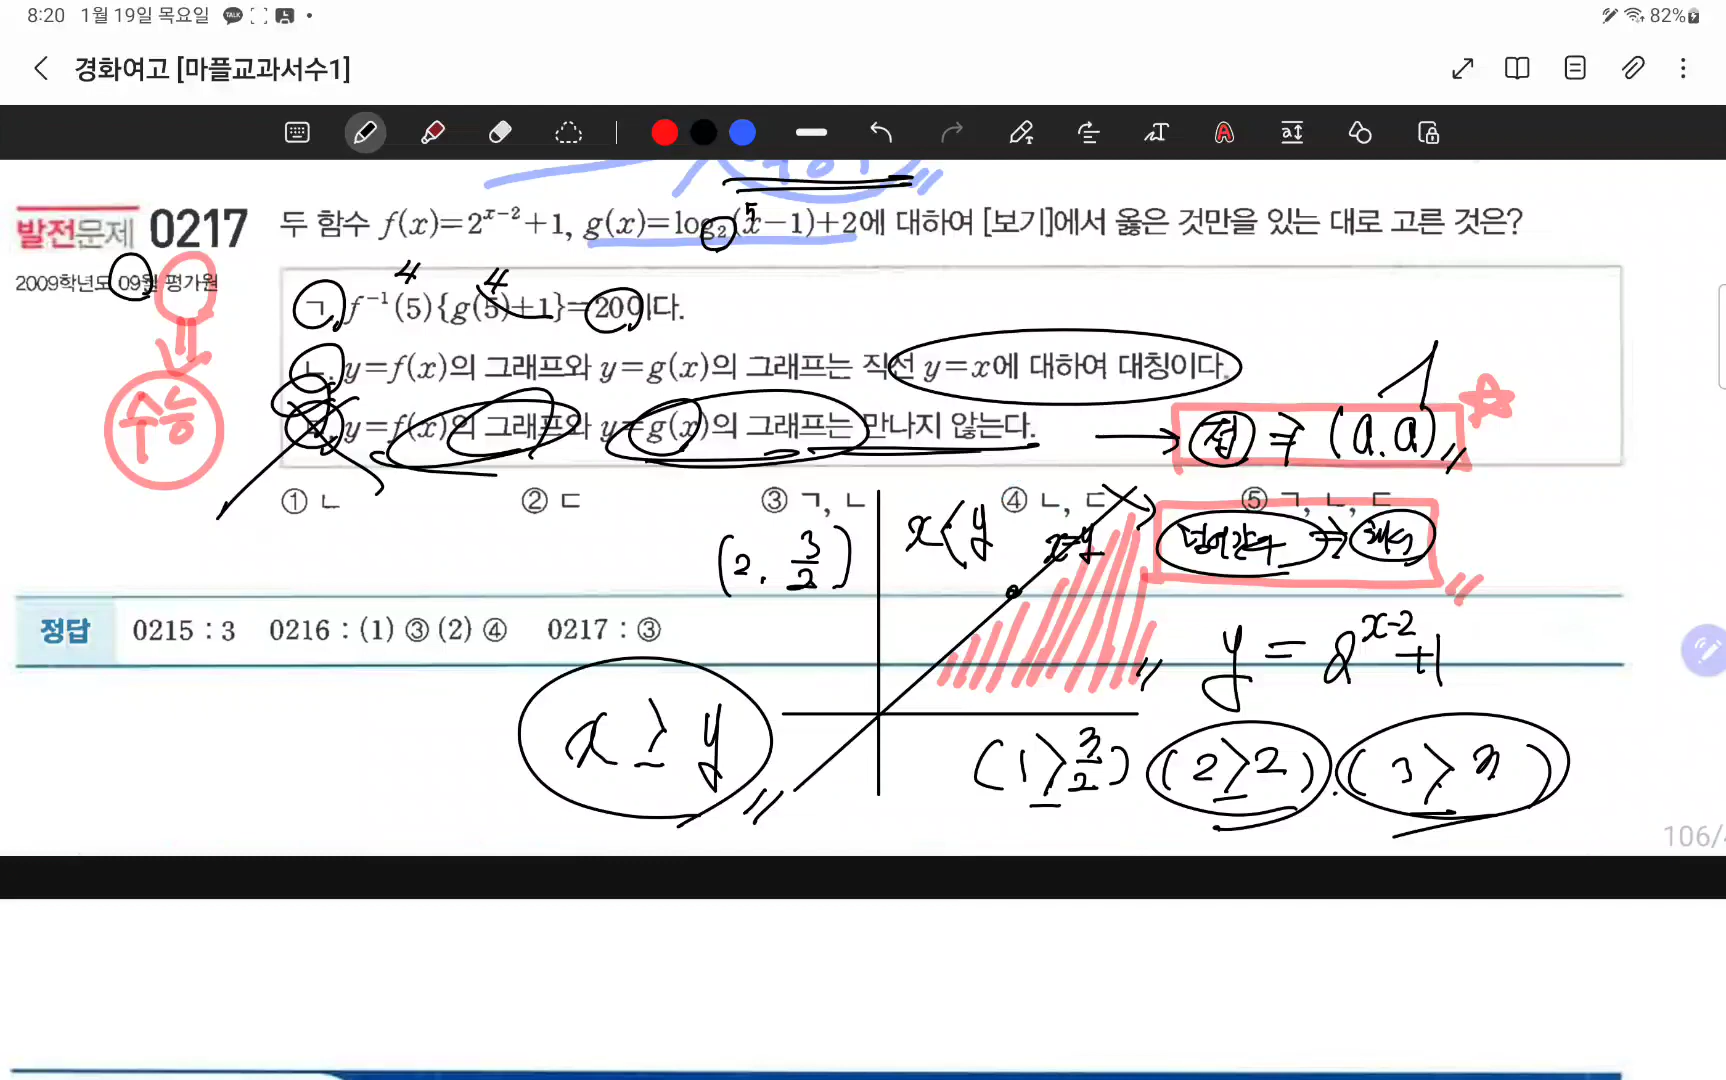 8:20 1월 19일 목요일 TALK 82%
경화여고 [마플교과서수1]
발전문제 0217
두 함수 f(x)=2^{x-2}+1, g(x)=log₂(x-1)+2에 대하여 [보기]에서 옳은 것만을 있는 대로 고른 것은?
5
2009학년도 09월 평가원
수능
4 4
ㄱ. f⁻¹(5){g(5)+1}=20이다.
ㄴ. y=f(x)의 그래프와 y=g(x)의 그래프는 직선 y=x에 대하여 대칭이다.
y=f(x)의 그래프와 y=g(x)의 그래프는 만나지 않는다.
→ 점 ⇒ (a, a)
① ㄴ ② ㄷ ③ ㄱ, ㄴ ④ ㄴ, ㄷ ⑤ ㄱ, ㄴ, ㄷ
(2, 3/2) x<y x=y
정답 0215 : 3 0216 : (1) ③ (2) ④ 0217 : ③
y = 2^{x-2}+1
x ≥ y
(1≥3/2) (2≥2), (3≥3)